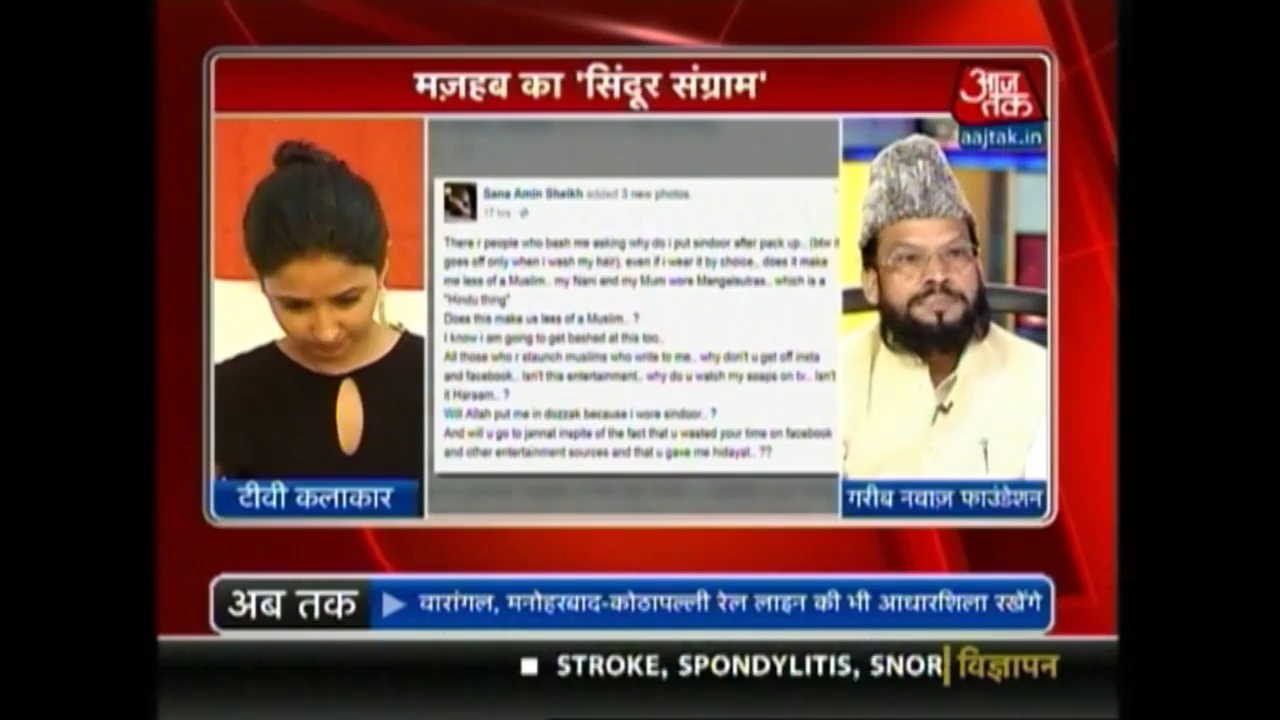 मज़हब का 'सिंदूर संग्राम'
आज तक
aajtak.in
Sana Amin Sheikh added 3 new photos
17 hrs
There r people who bash me asking why do i put sindoor after pack up.. (btw it
goes off only when i wash my hair). even if i wear it by choice.. does it make
me less of a Muslim.. my Nani and my Mum wore Mangalsutras.. which is a
"Hindu thing"
Does this make us less of a Muslim.. ?
I know i am going to get bashed at this too..
All those who r staunch muslims who write to me.. why don't u get off insta
and facebook.. Isn't this entertainment.. why do u watch my soaps on tv.. Isn't
it Haraam.. ?
Will Allah put me in dozzak because i wore sindoor.. ?
And will u go to jannat inspite of the fact that u wasted your time on facebook
and other entertainment sources and that u gave me hidayat.. ??
टीवी कलाकार
गरीब नवाज़ फाउंडेशन
अब तक
वारांगल, मनोहरबाद-कोठापल्ली रेल लाइन की भी आधारशिला रखेंगे
STROKE, SPONDYLITIS, SNOR
विज्ञापन